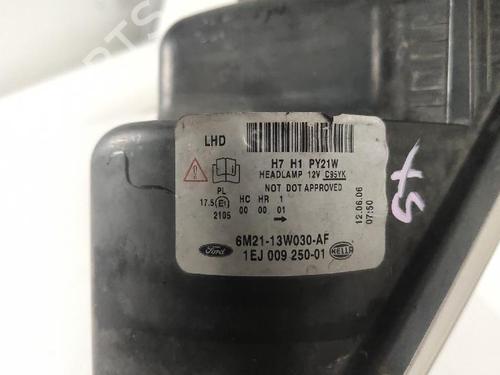 LHD
H7 H1 PY21W
HEADLAMP 12V C95YK
NOT DOT APPROVED
PL
17.5 E1
2105
HC HR 1
00 00 01
12.06.06
07:50
Ford
6M21-13W030-AF
1EJ 009 250-01
HELLA